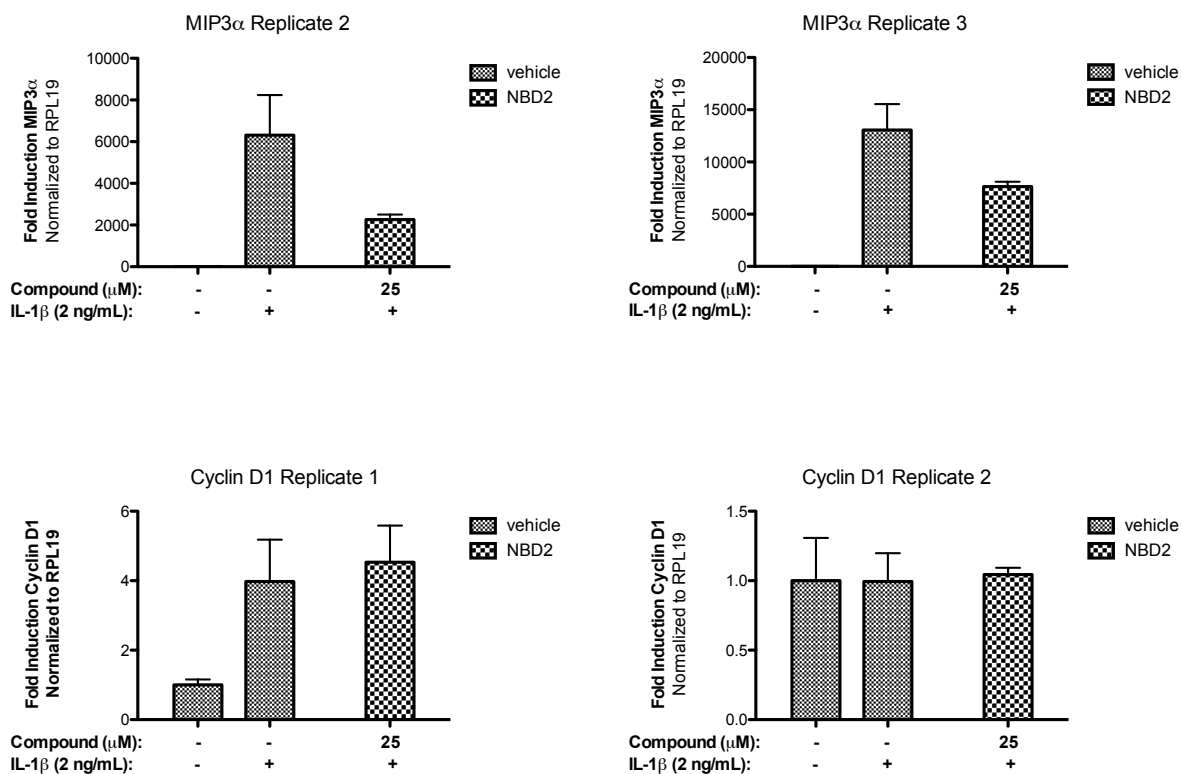 MIP3α Replicate 2
Fold Induction MIP3α
Normalized to RPL19
10000
8000
6000
4000
2000
0
vehicle
NBD2
Compound (μM): - - 25
IL-1β (2 ng/mL): - + +
MIP3α Replicate 3
Fold Induction MIP3α
Normalized to RPL19
20000
15000
10000
5000
0
vehicle
NBD2
Compound (μM): - - 25
IL-1β (2 ng/mL): - + +
Cyclin D1 Replicate 1
Fold Induction Cyclin D1
Normalized to RPL19
6
4
2
0
vehicle
NBD2
Compound (μM): - - 25
IL-1β (2 ng/mL): - + +
Cyclin D1 Replicate 2
Fold Induction Cyclin D1
Normalized to RPL19
1.5
1.0
0.5
0.0
vehicle
NBD2
Compound (μM): - - 25
IL-1β (2 ng/mL): - + +